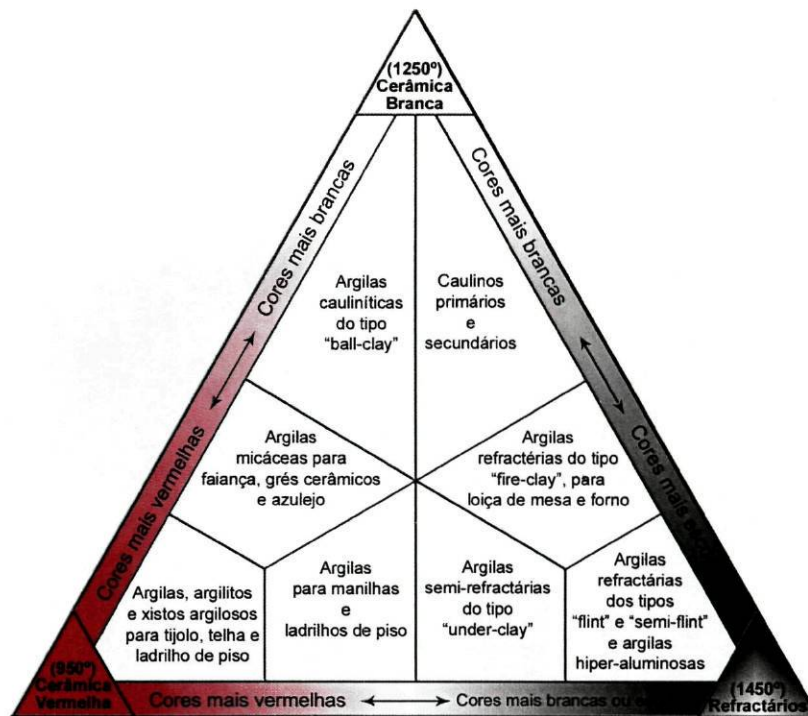 (1250º)
Cerâmica
Branca
Cores mais brancas
Cores mais brancas
Argilas
cauliníticas
do tipo
“ball-clay”
Caulinos
primários
e
secundários
Cores mais vermelhas
Argilas
micáceas para
faiança, grés cerâmicos
e azulejo
Argilas
refractérias do tipo
“fire-clay”, para
loiça de mesa e forno
Cores mais
Argilas, argilitos
e xistos argilosos
para tijolo, telha e
ladrilho de piso
Argilas
para manilhas
e
ladrilhos de piso
Argilas
semi-refractárias
do tipo
“under-clay”
Argilas
refractárias
dos tipos
“flint” e “semi-flint”
e argilas
hiper-aluminosas
(950º)
Cerâmica
Vermelha
Cores mais vermelhas
Cores mais brancas ou
(1450º)
Refractários